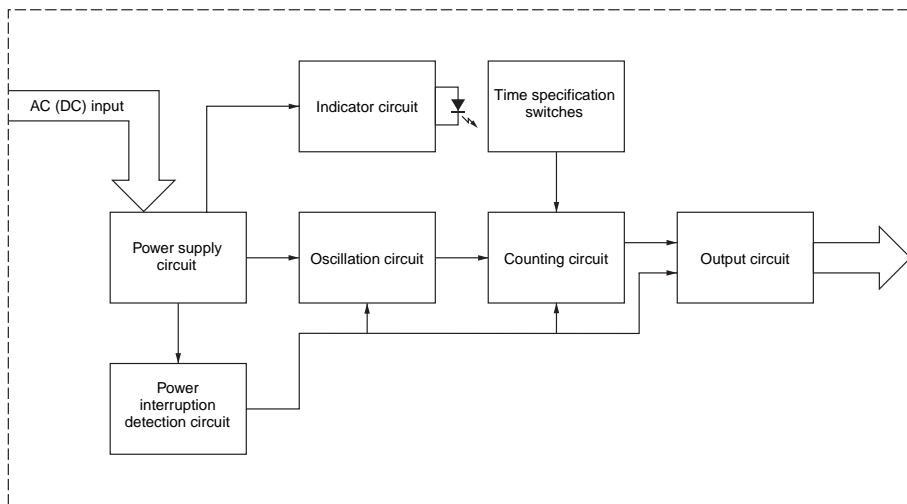 AC (DC) input
Indicator circuit
Time specification
switches
Power supply
circuit
Oscillation circuit
Counting circuit
Output circuit
Power
interruption
detection circuit